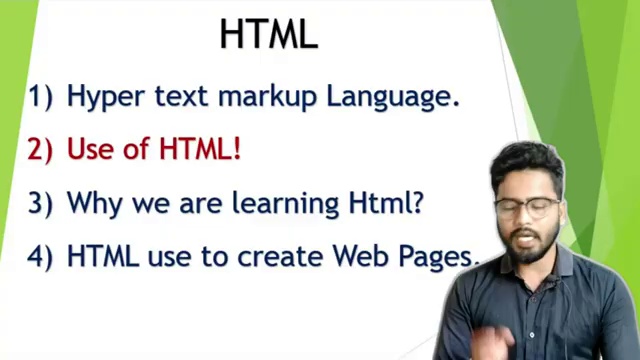 HTML
1) Hyper text markup Language.
2) Use of HTML!
3) Why we are learning Html?
4) HTML use to create Web Pages.